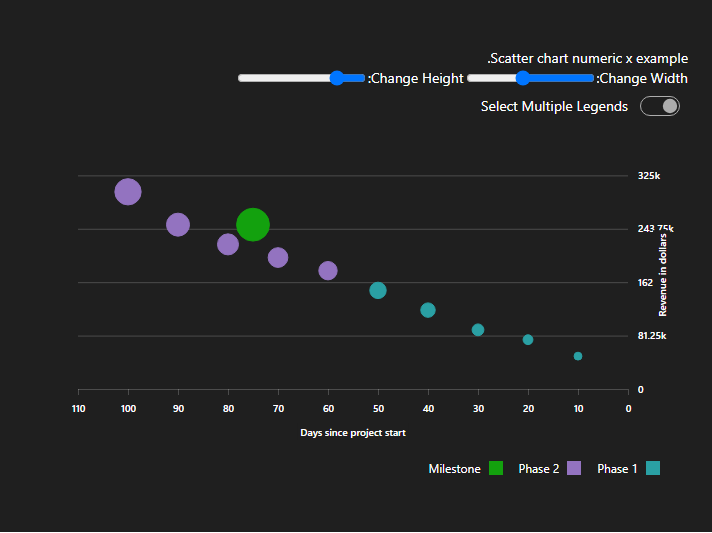 .Scatter chart numeric x example
:Change Width
:Change Height
Select Multiple Legends
325k
243.75k
162
81.25k
0
Revenue in dollars
110 100 90 80 70 60 50 40 30 20 10 0
Days since project start
Milestone Phase 2 Phase 1